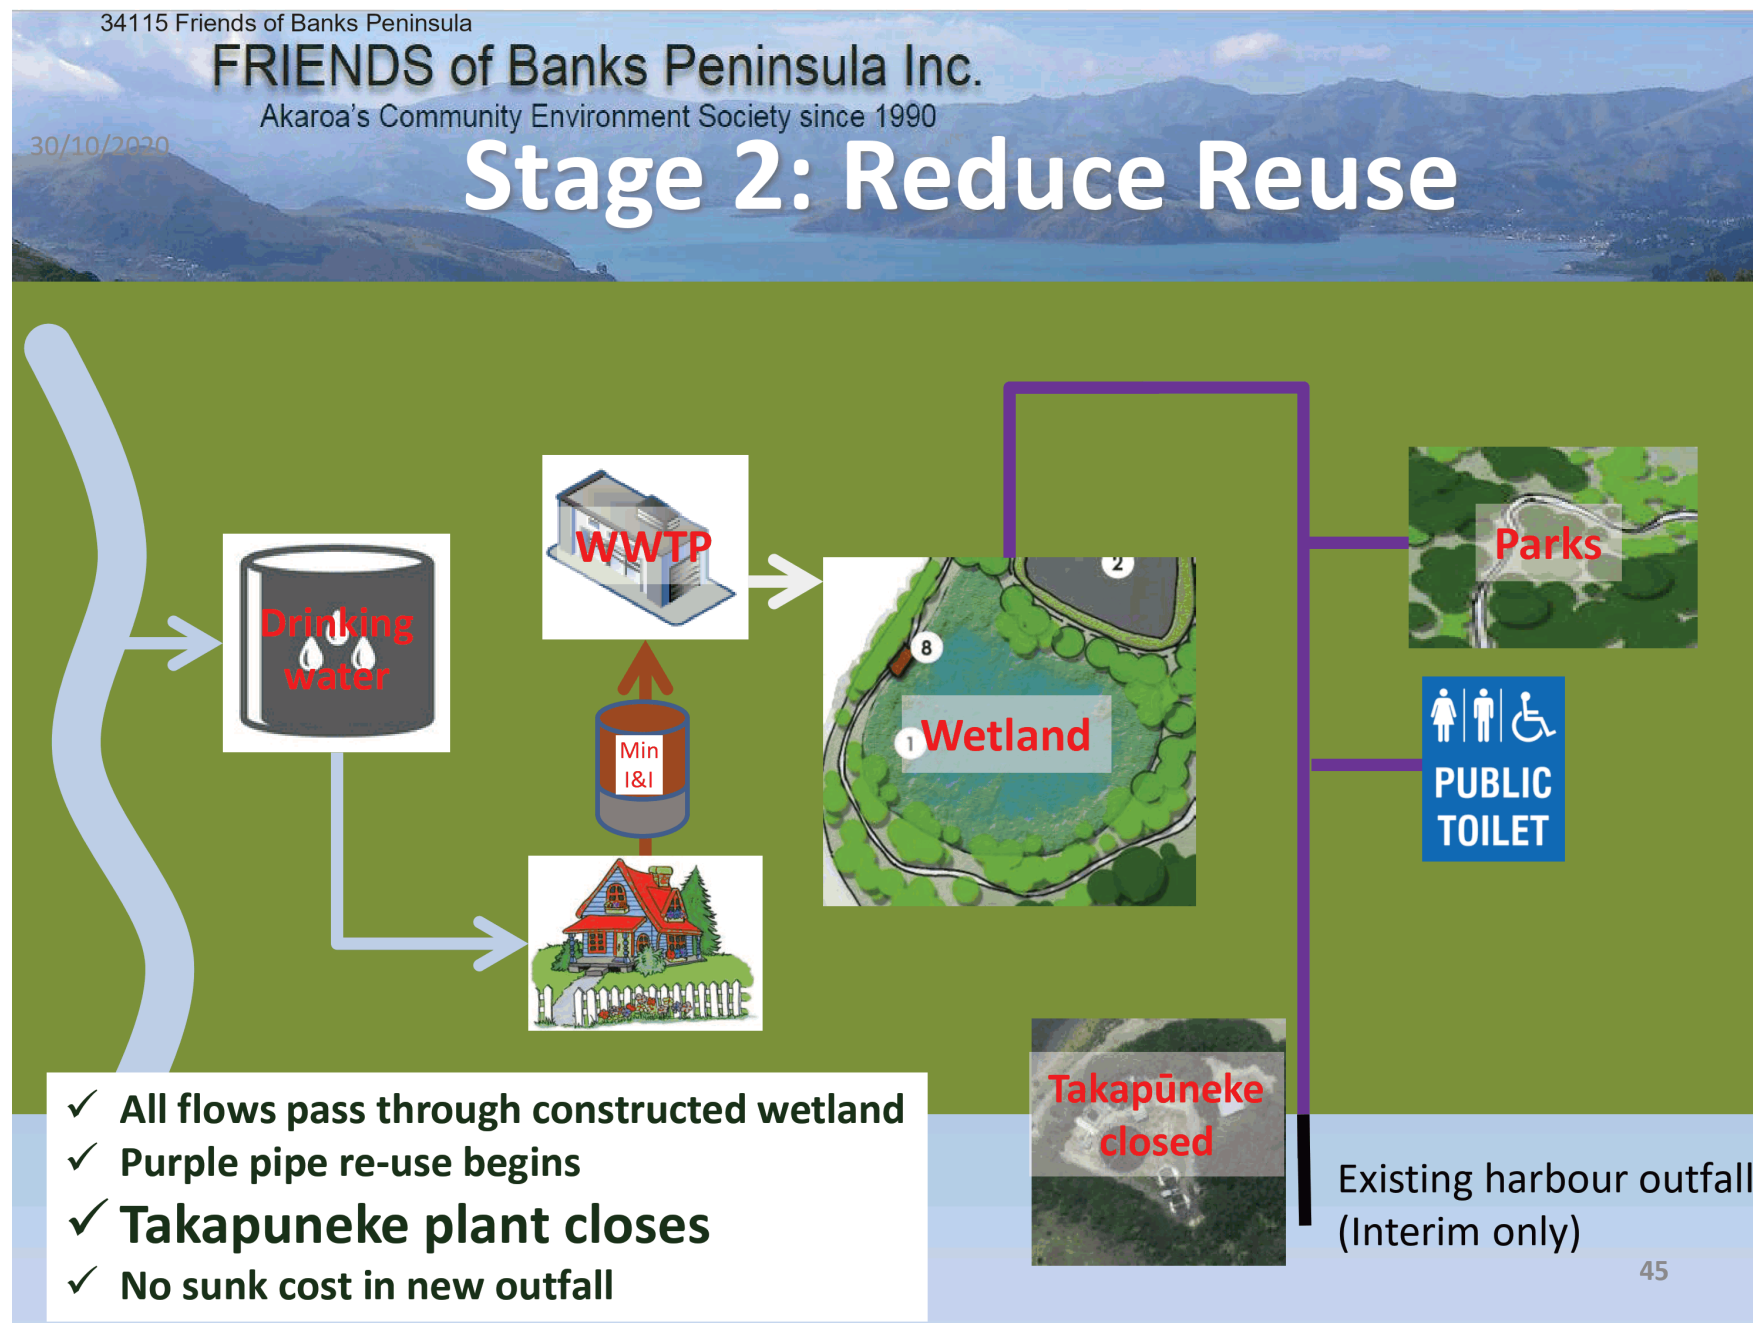 34115 Friends of Banks Peninsula
FRIENDS of Banks Peninsula Inc.
Akaroa's Community Environment Society since 1990
30/10/2020
Stage 2: Reduce Reuse
Drinking
water
WWTP
Min
I&I
2
8
1
Wetland
Parks
PUBLIC
TOILET
Takapūneke
closed
✓ All flows pass through constructed wetland
✓ Purple pipe re-use begins
✓ Takapuneke plant closes
✓ No sunk cost in new outfall
Existing harbour outfall
(Interim only)
45